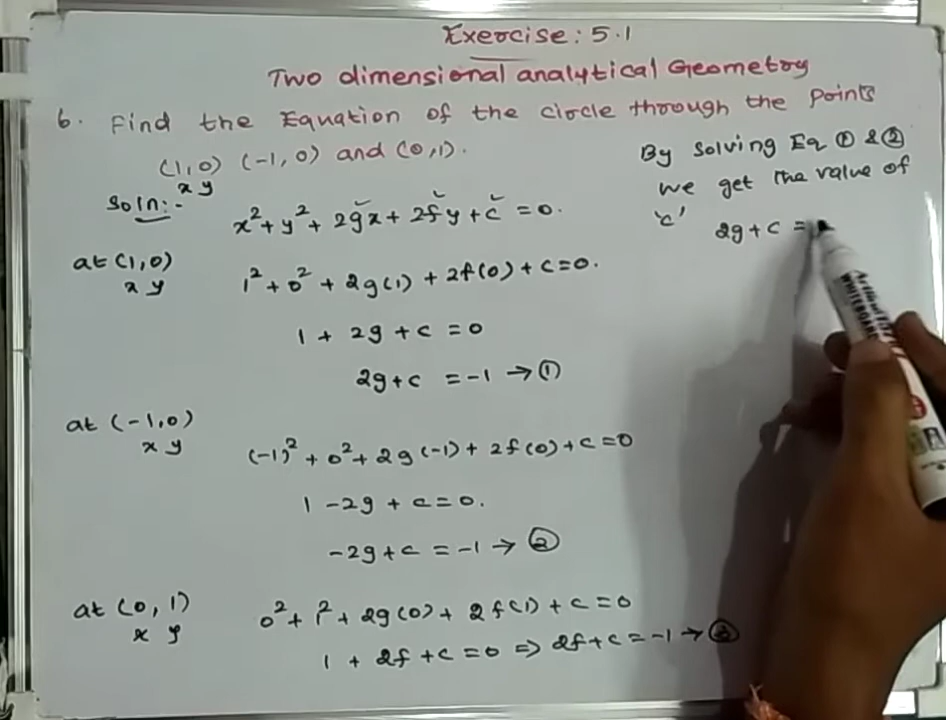 Exercise: 5.1
Two dimensional analytical Geometry
6. Find the Equation of the circle through the points
(1,0) (-1,0) and (0,1).
x y
Soln:-
x² + y² + 2gx + 2fy + c = 0.
at (1,0)
x y
1² + 0² + 2g(1) + 2f(0) + c = 0.
1 + 2g + c = 0
2g + c = -1 → ①
at (-1,0)
x y
(-1)² + 0² + 2g(-1) + 2f(0) + c = 0
1 - 2g + c = 0.
-2g + c = -1 → ②
at (0,1)
x y
0² + 1² + 2g(0) + 2f(1) + c = 0
1 + 2f + c = 0 ⇒ 2f + c = -1 → ③
By Solving Eq ① & ②
we get the value of
'c'
2g + c =
WHITEBOARD